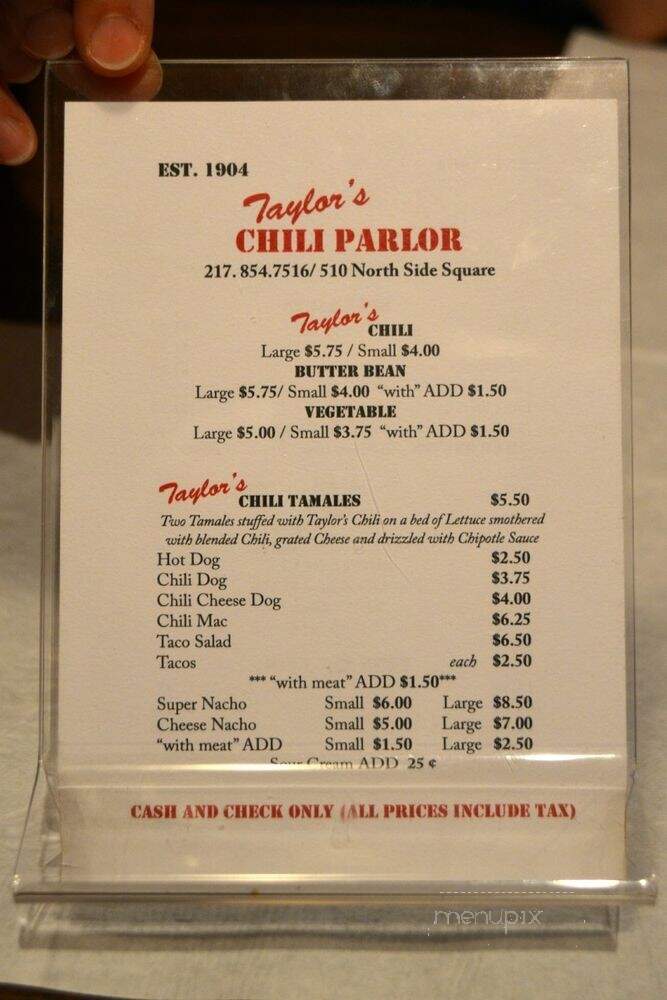 EST. 1904
Taylor's
CHILI PARLOR
217.854.7516/ 510 North Side Square
Taylor's CHILI
Large $5.75 / Small $4.00
BUTTER BEAN
Large $5.75/ Small $4.00 "with" ADD $1.50
VEGETABLE
Large $5.00 / Small $3.75 "with" ADD $1.50
Taylor's CHILI TAMALES $5.50
Two Tamales stuffed with Taylor's Chili on a bed of Lettuce smothered
with blended Chili, grated Cheese and drizzled with Chipotle Sauce
Hot Dog $2.50
Chili Dog $3.75
Chili Cheese Dog $4.00
Chili Mac $6.25
Taco Salad $6.50
Tacos each $2.50
*** "with meat" ADD $1.50***
Super Nacho Small $6.00 Large $8.50
Cheese Nacho Small $5.00 Large $7.00
"with meat" ADD Small $1.50 Large $2.50
Sour Cream ADD 25 ¢
CASH AND CHECK ONLY (ALL PRICES INCLUDE TAX)
menupix